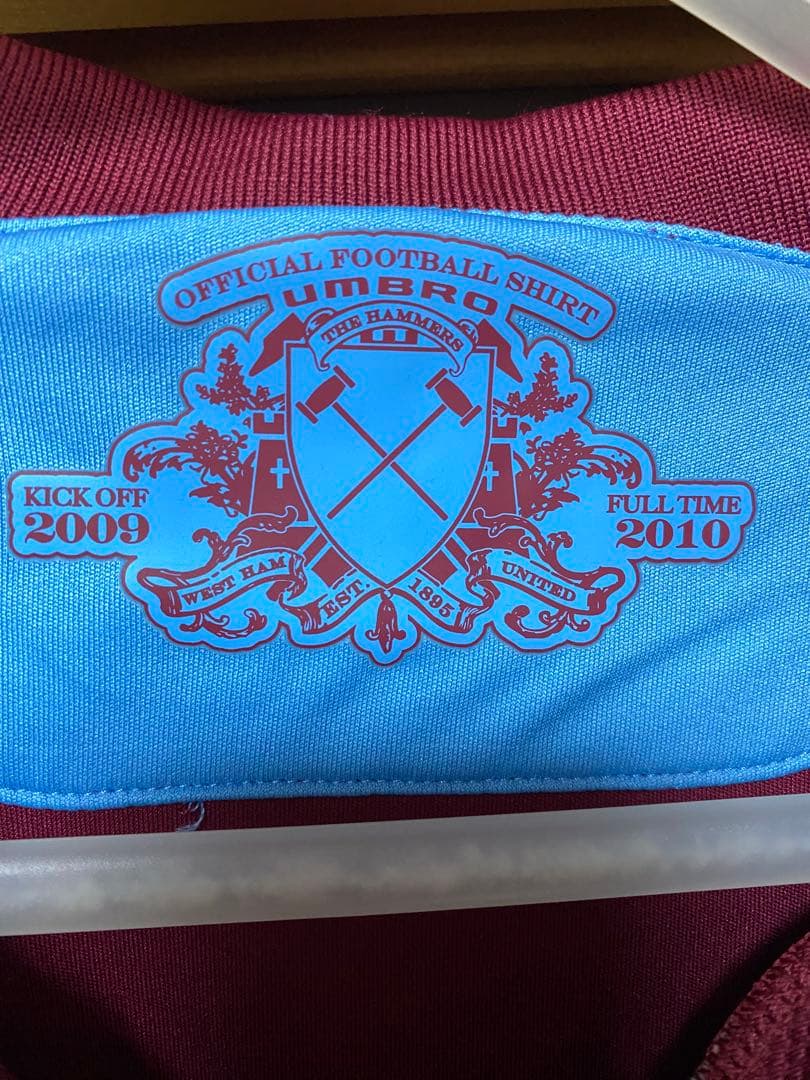 OFFICIAL FOOTBALL SHIRT
UMBRO
THE HAMMERS
KICK OFF
2009
FULL TIME
2010
WEST HAM
UNITED
EST. 1895